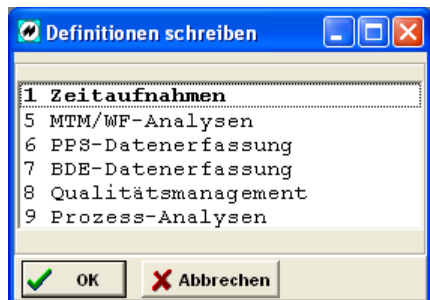 Definitionen schreiben
1 Zeitaufnahmen
5 MTM/WF-Analysen
6 PPS-Datenerfassung
7 BDE-Datenerfassung
8 Qualitätsmanagement
9 Prozess-Analysen
OK Abbrechen